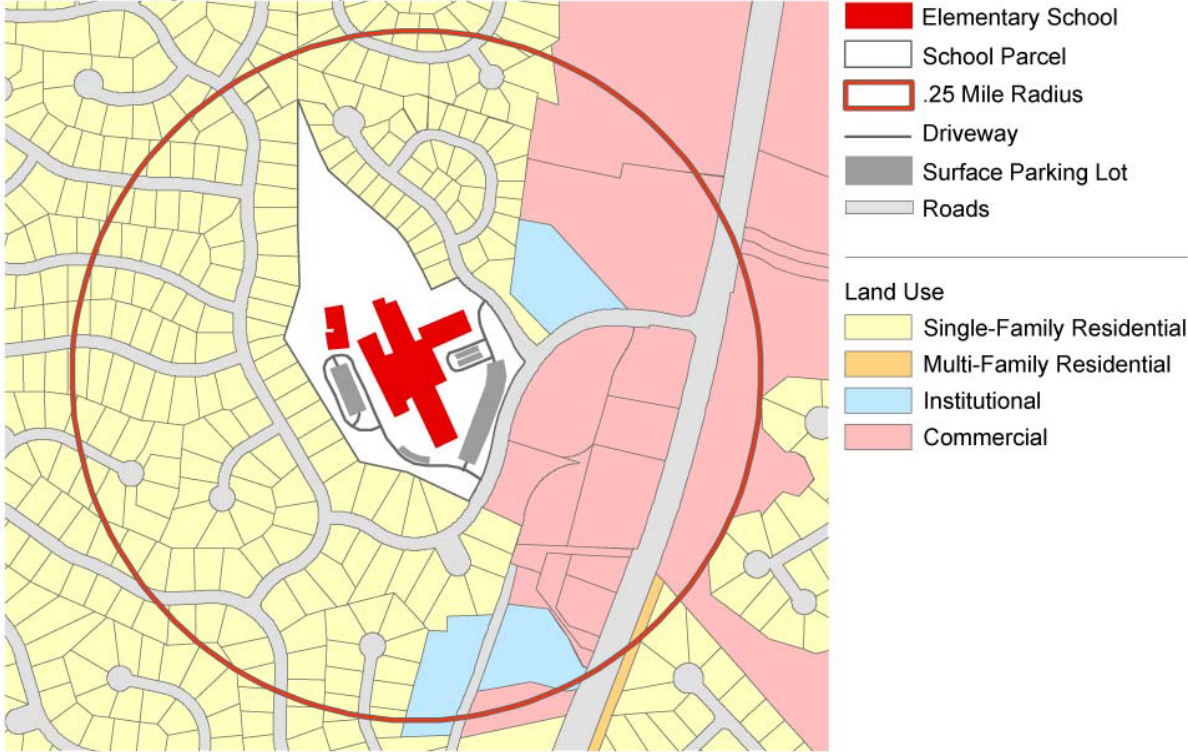 Elementary School
School Parcel
.25 Mile Radius
Driveway
Surface Parking Lot
Roads
Land Use
Single-Family Residential
Multi-Family Residential
Institutional
Commercial